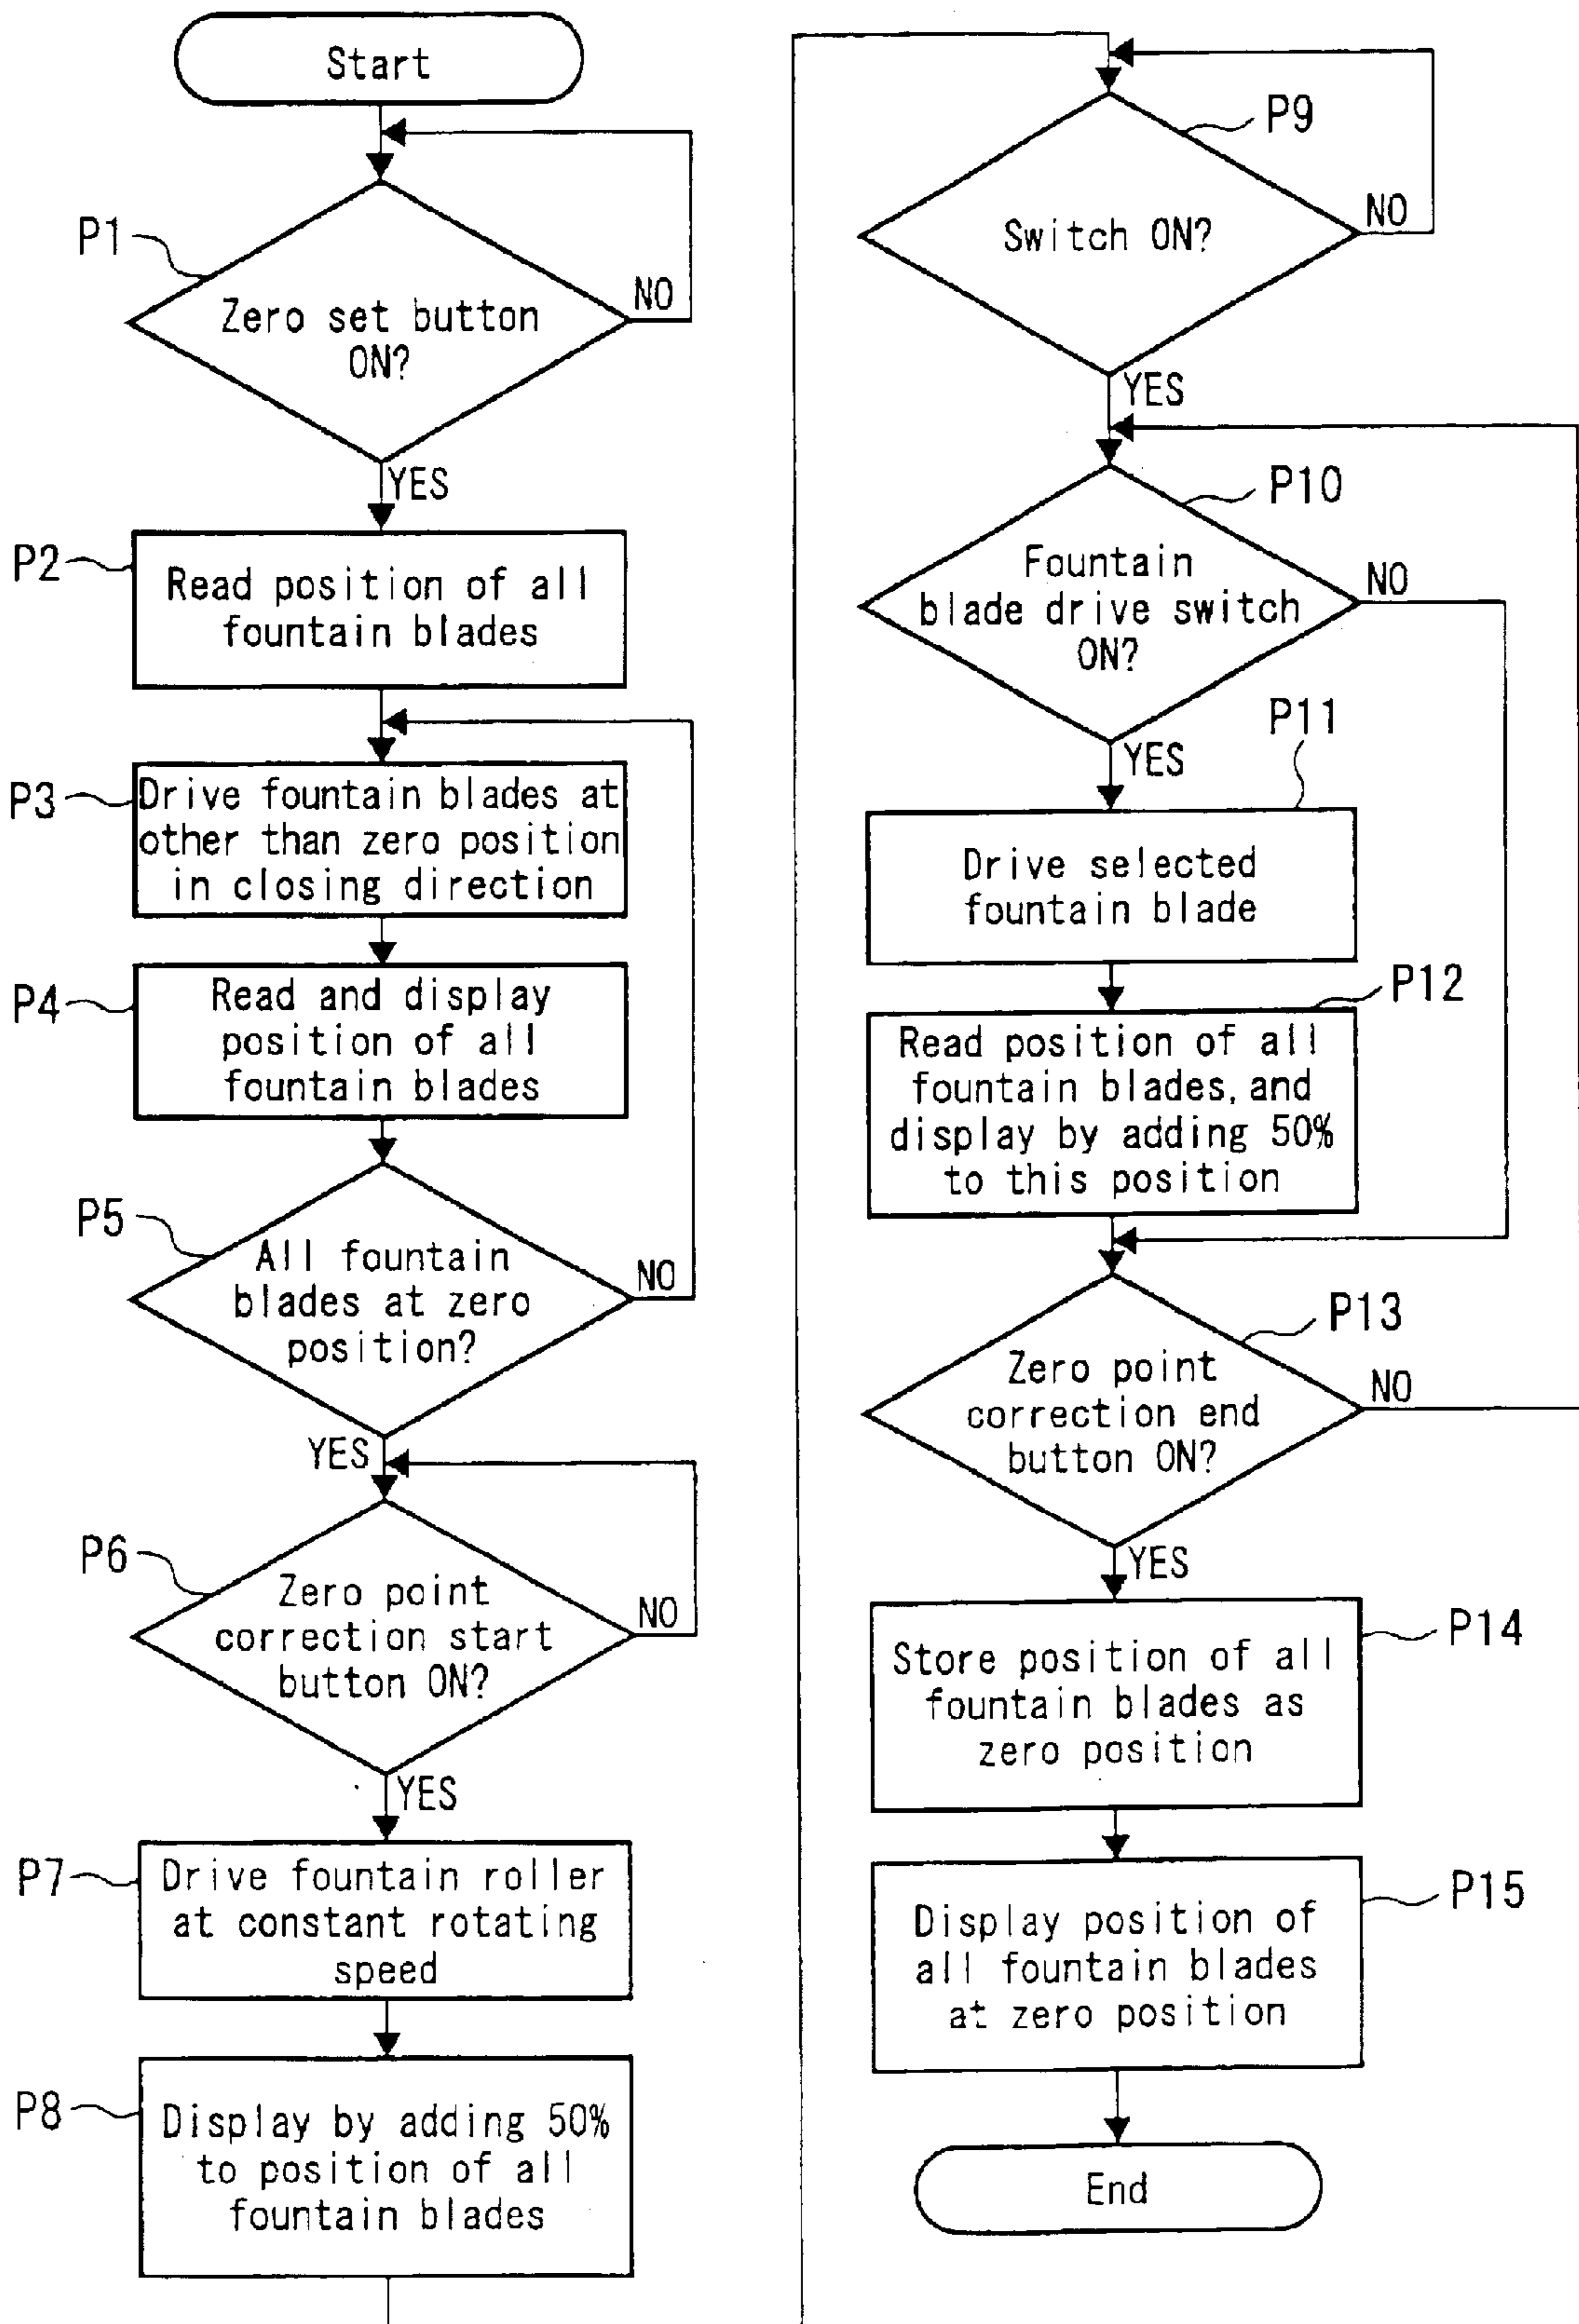 Start
P1
Zero set button
ON?
NO
YES
P2
Read position of all
fountain blades
P3
Drive fountain blades at
other than zero position
in closing direction
P4
Read and display
position of all
fountain blades
P5
All fountain
blades at zero
position?
NO
YES
P6
Zero point
correction start
button ON?
NO
YES
P7
Drive fountain roller
at constant rotating
speed
P8
Display by adding 50%
to position of all
fountain blades
P9
Switch ON?
NO
YES
P10
Fountain
blade drive switch
ON?
NO
YES
P11
Drive selected
fountain blade
P12
Read position of all
fountain blades, and
display by adding 50%
to this position
P13
Zero point
correction end
button ON?
NO
YES
P14
Store position of all
fountain blades as
zero position
P15
Display position of
all fountain blades
at zero position
End